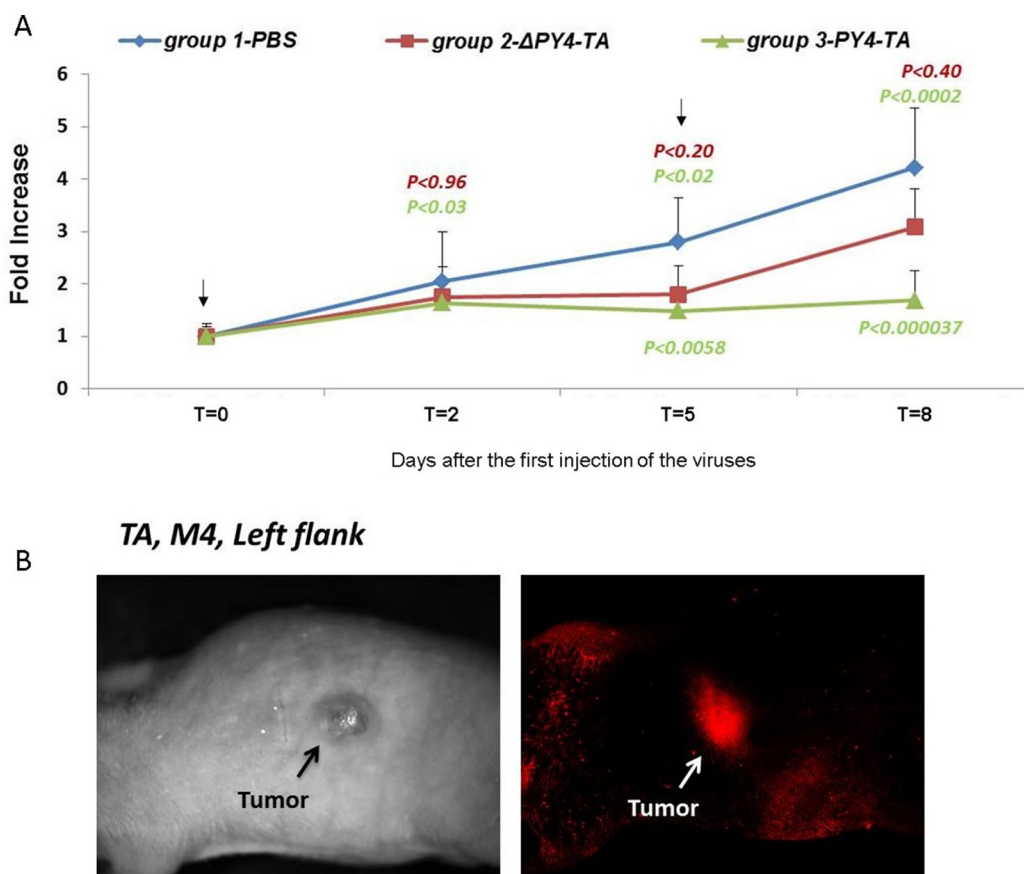 A
group 1-PBS group 2-ΔPY4-TA group 3-PY4-TA
6
5
4
3
2
1
0
Fold Increase
P<0.96
P<0.03
P<0.20
P<0.02
P<0.0058
P<0.40
P<0.0002
P<0.000037
T=0 T=2 T=5 T=8
Days after the first injection of the viruses
TA, M4, Left flank
B
Tumor
Tumor